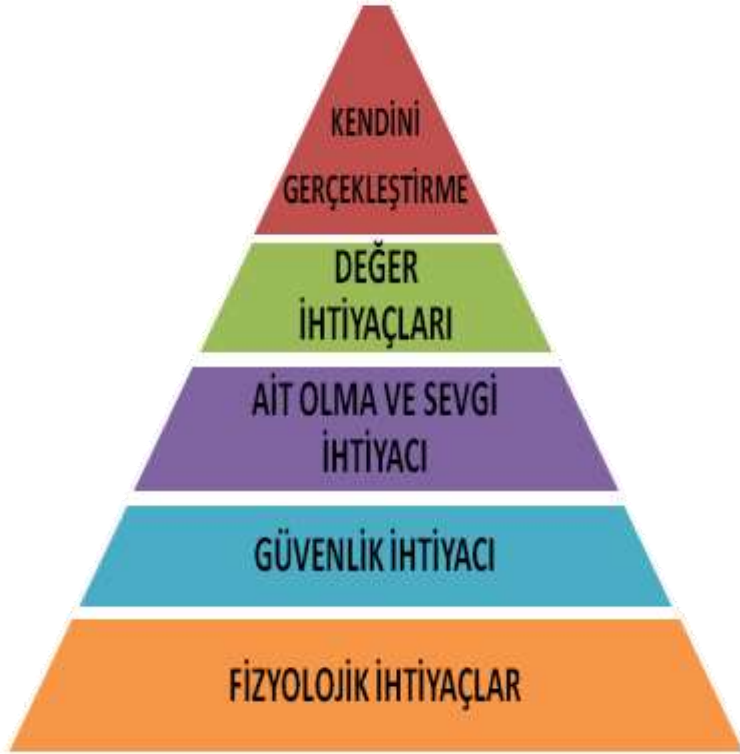 KENDİNİ
GERÇEKLEŞTİRME
DEĞER
İHTİYAÇLARI
AİT OLMA VE SEVGİ
İHTİYACI
GÜVENLİK İHTİYACI
FİZYOLOJİK İHTİYAÇLAR